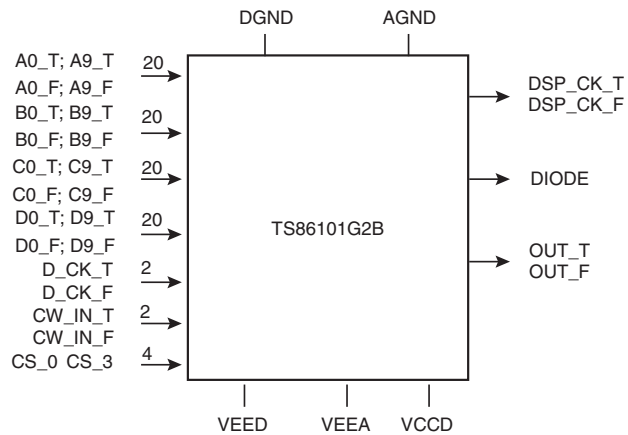 DGND AGND
A0_T; A9_T 20
A0_F; A9_F
B0_T; B9_T 20
B0_F; B9_F
C0_T; C9_T 20
C0_F; C9_F
D0_T; D9_T 20
D0_F; D9_F
D_CK_T 2
D_CK_F
CW_IN_T 2
CW_IN_F
CS_0 CS_3 4
TS86101G2B
DSP_CK_T
DSP_CK_F
DIODE
OUT_T
OUT_F
VEED VEEA VCCD